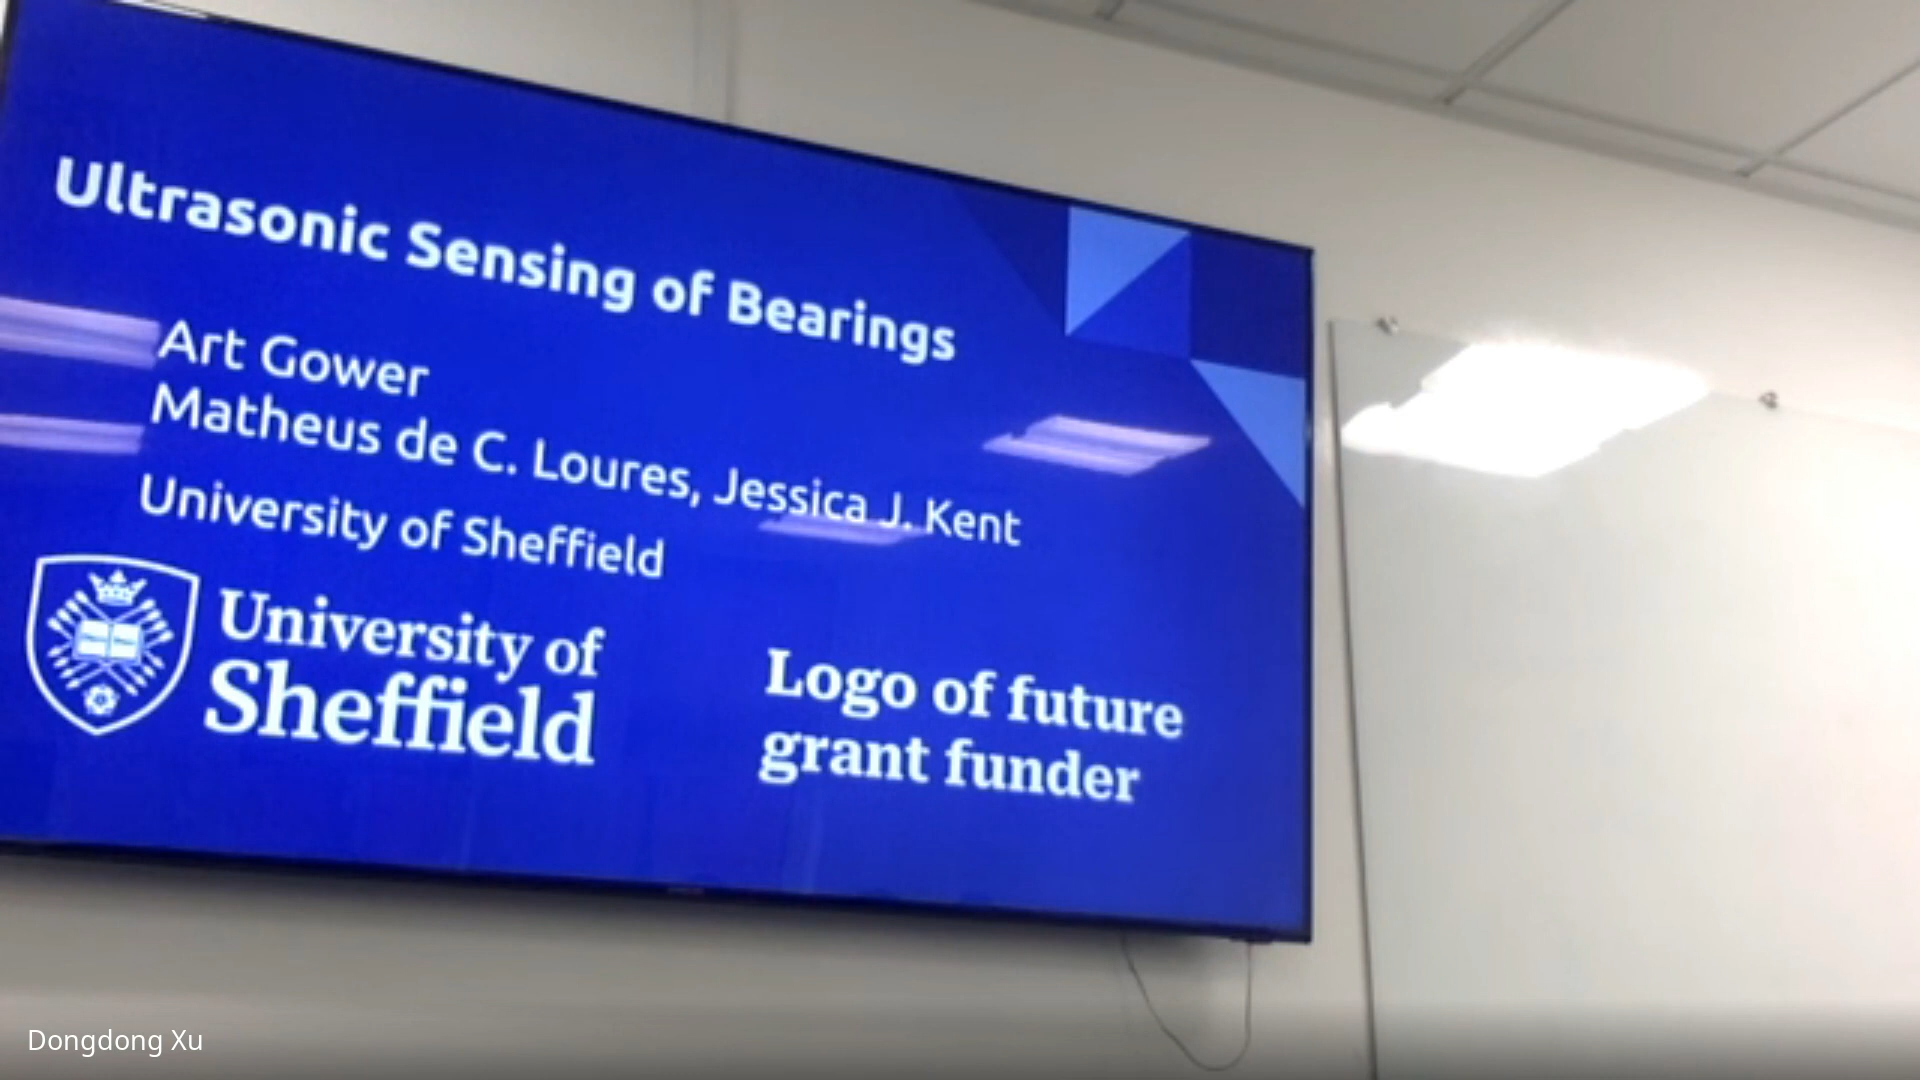 Ultrasonic Sensing of Bearings
Art Gower
Matheus de C. Loures, Jessica J. Kent
University of Sheffield
University of
Sheffield
Logo of future
grant funder
Dongdong Xu